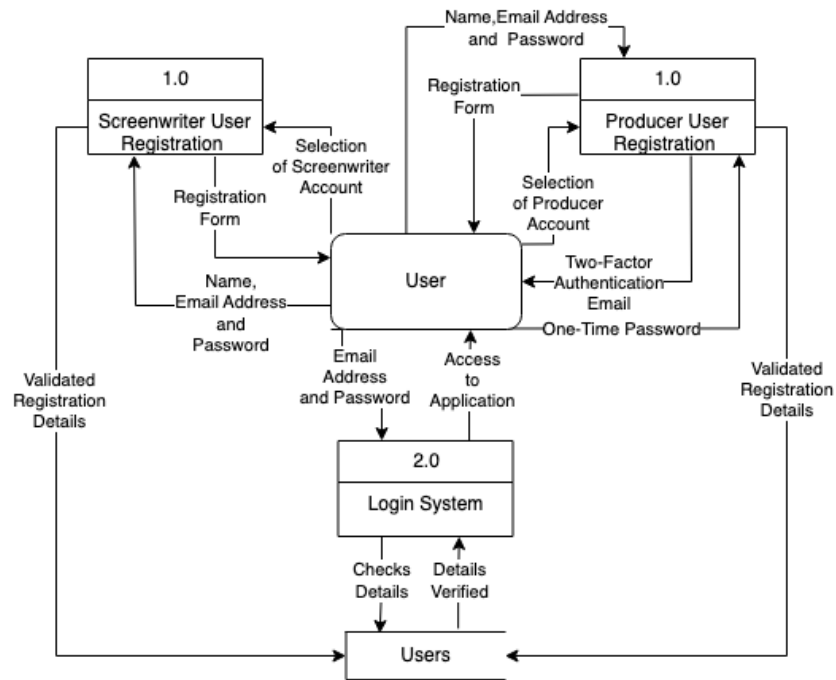 Name,Email Address
and Password
1.0
Screenwriter User
Registration
1.0
Producer User
Registration
Registration
Form
Selection
of Screenwriter
Account
Registration
Form
Selection
of Producer
Account
User
Two-Factor
Authentication
Email
Name,
Email Address
and
Password
One-Time Password
Email
Address
and Password
Access
to
Application
Validated
Registration
Details
Validated
Registration
Details
2.0
Login System
Checks
Details
Details
Verified
Users